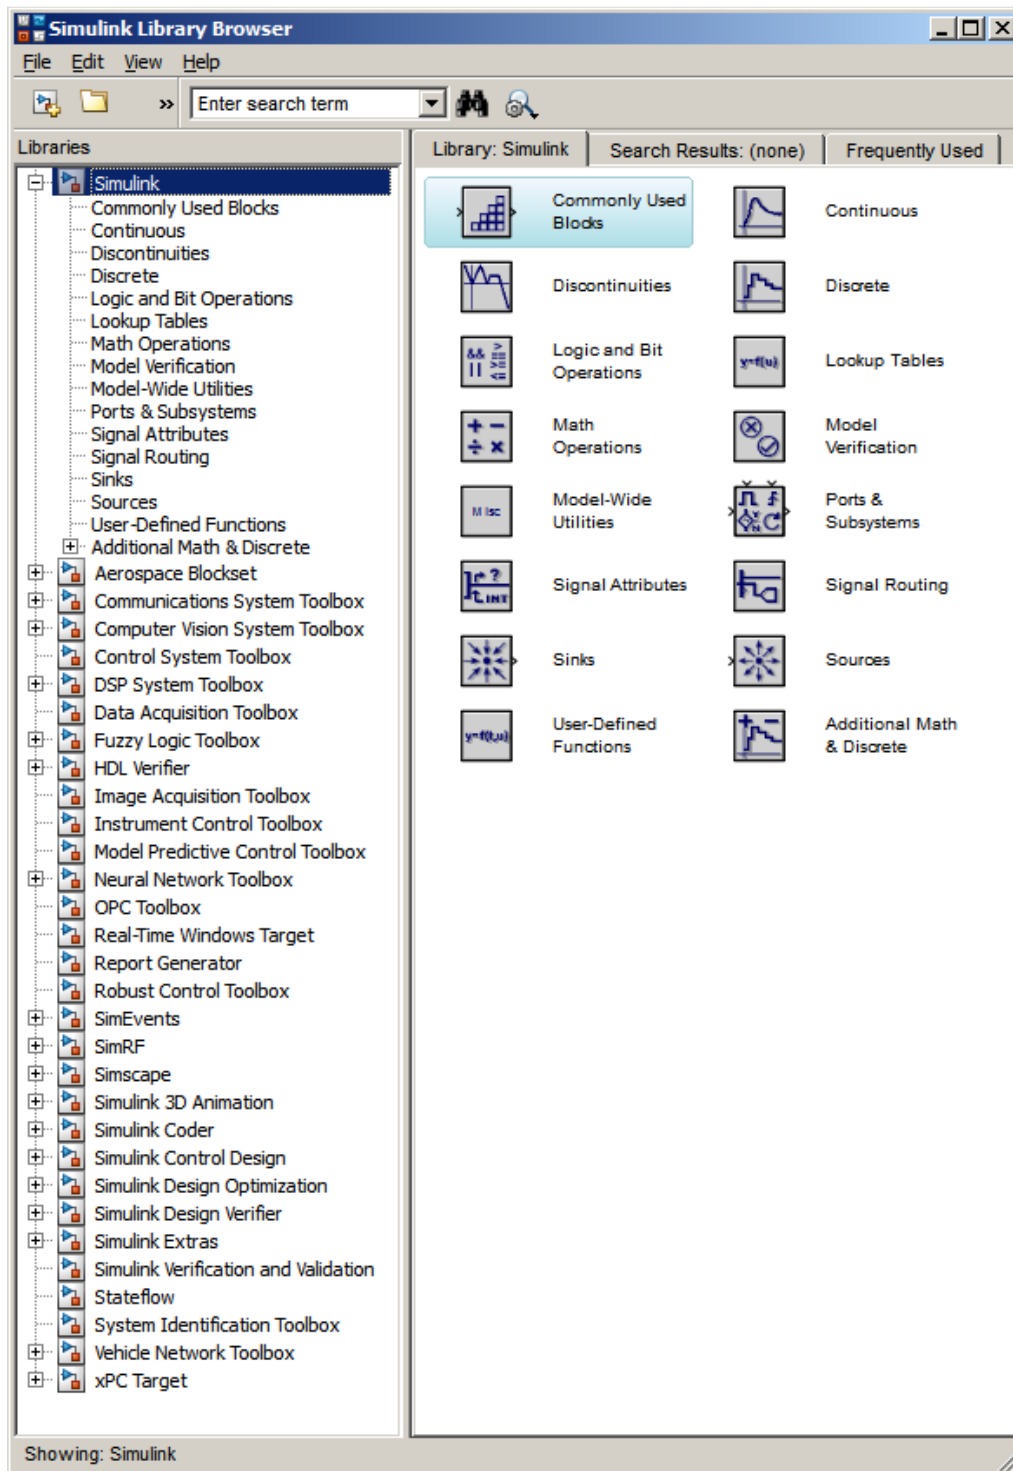 Simulink Library Browser
File Edit View Help
» Enter search term
Libraries
Library: Simulink Search Results: (none) Frequently Used
Simulink
Commonly Used Blocks
Continuous
Discontinuities
Discrete
Logic and Bit Operations
Lookup Tables
Math Operations
Model Verification
Model-Wide Utilities
Ports & Subsystems
Signal Attributes
Signal Routing
Sinks
Sources
User-Defined Functions
Additional Math & Discrete
Aerospace Blockset
Communications System Toolbox
Computer Vision System Toolbox
Control System Toolbox
DSP System Toolbox
Data Acquisition Toolbox
Fuzzy Logic Toolbox
HDL Verifier
Image Acquisition Toolbox
Instrument Control Toolbox
Model Predictive Control Toolbox
Neural Network Toolbox
OPC Toolbox
Real-Time Windows Target
Report Generator
Robust Control Toolbox
SimEvents
SimRF
Simscape
Simulink 3D Animation
Simulink Coder
Simulink Control Design
Simulink Design Optimization
Simulink Design Verifier
Simulink Extras
Simulink Verification and Validation
Stateflow
System Identification Toolbox
Vehicle Network Toolbox
xPC Target
Commonly Used
Blocks
Continuous
Discontinuities
Discrete
&& >
|| >=
<=
Logic and Bit
Operations
y=f(u)
Lookup Tables
+ −
÷ ×
Math
Operations
Model
Verification
Misc
Model-Wide
Utilities
Y
N
Ports &
Subsystems
?
INT
Signal Attributes
Signal Routing
Sinks
Sources
y=f(t,u)
User-Defined
Functions
+ −
Additional Math
& Discrete
Showing: Simulink